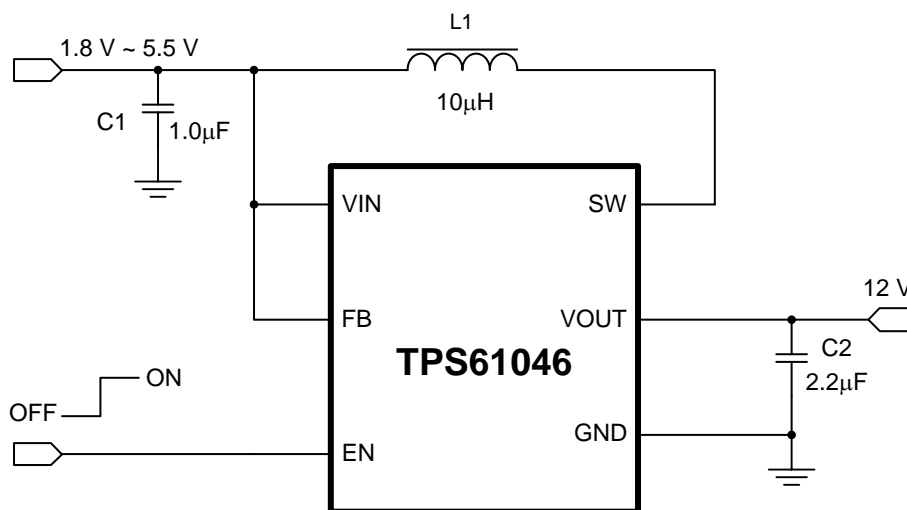 L1
1.8 V ~ 5.5 V
10μH
C1
1.0μF
VIN
SW
12 V
FB
VOUT
C2
TPS61046
2.2μF
ON
OFF
GND
EN